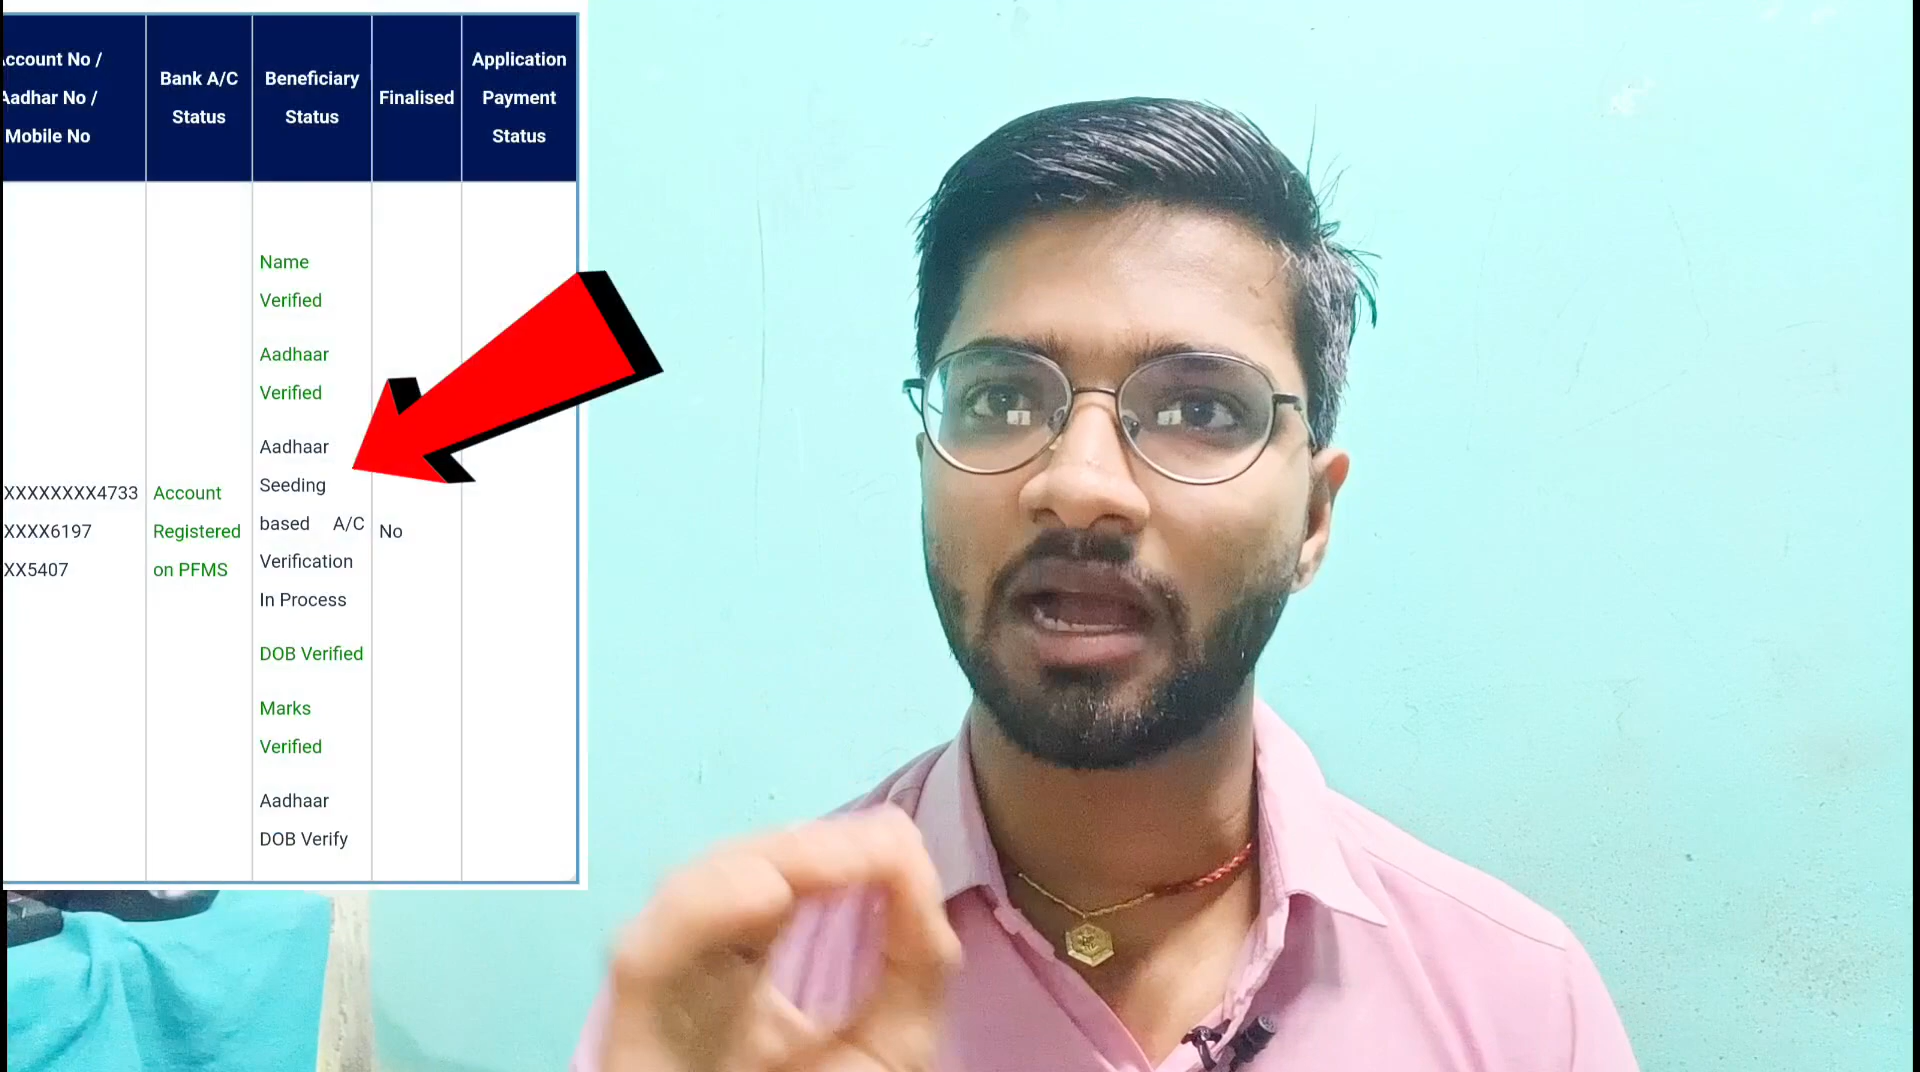 ccount No /
Aadhar No /
Mobile No
Bank A/C
Status
Beneficiary
Status
Finalised
Application
Payment
Status
XXXXXXXX4733
XXXX6197
XX5407
Account
Registered
on PFMS
Name
Verified
Aadhaar
Verified
Aadhaar
Seeding
based A/C
Verification
In Process
DOB Verified
Marks
Verified
Aadhaar
DOB Verify
No